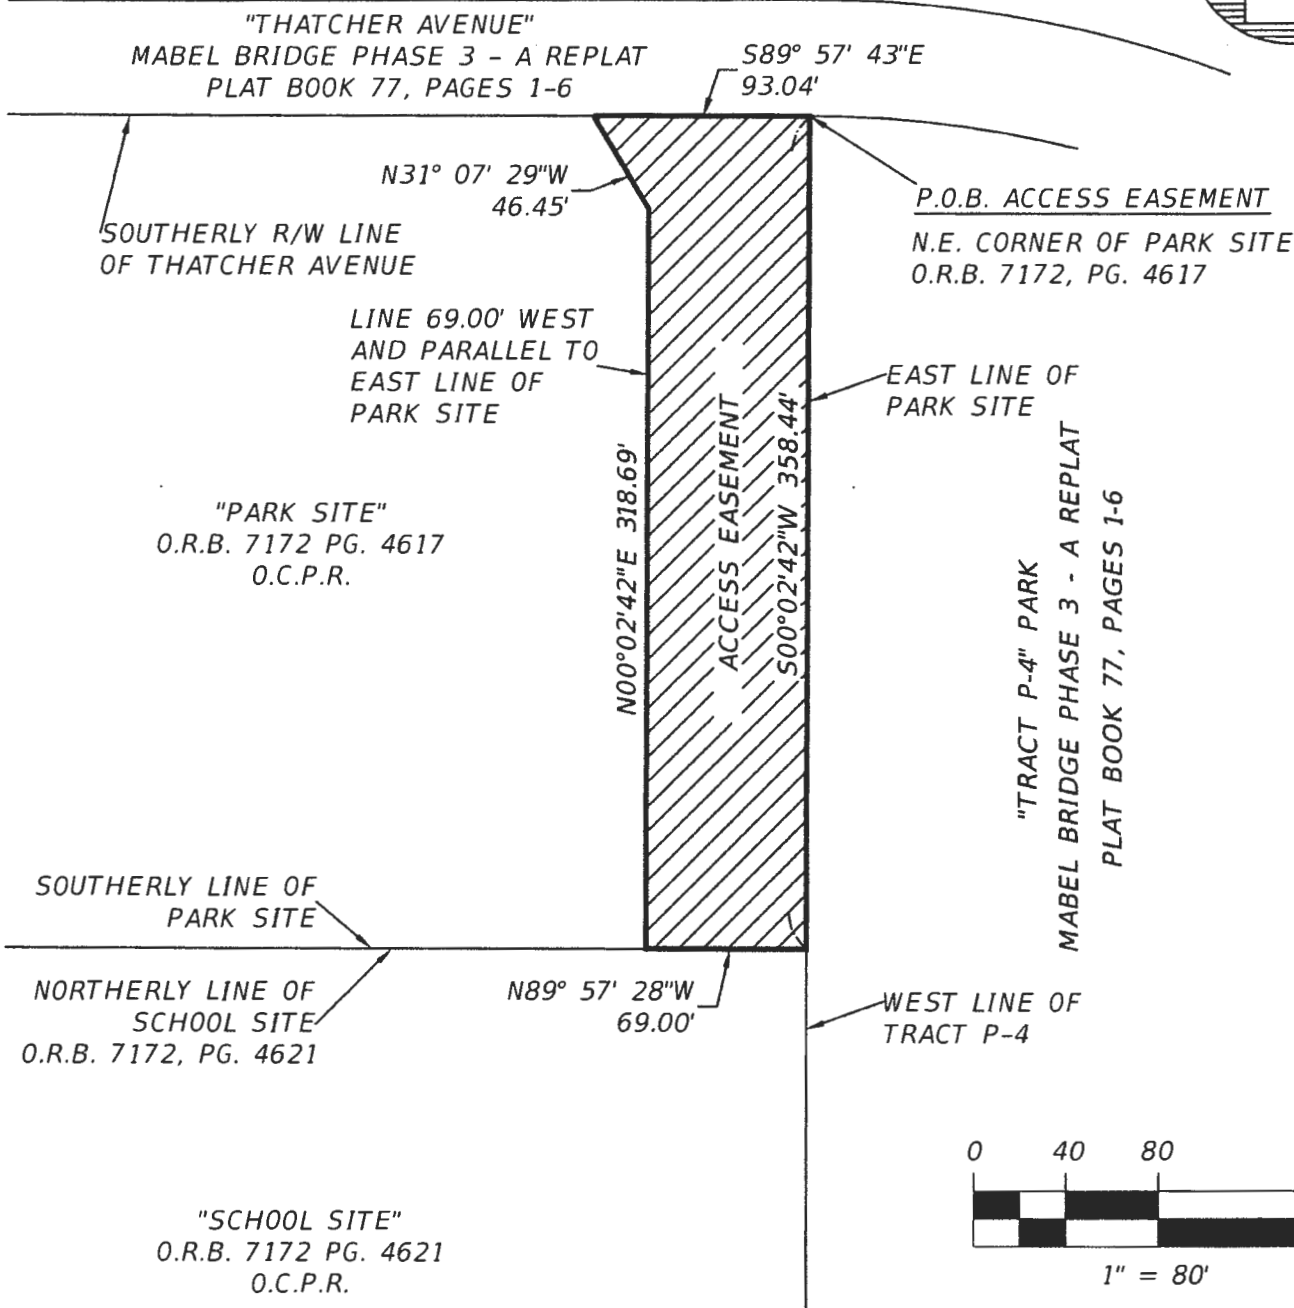 "THATCHER AVENUE"
MABEL BRIDGE PHASE 3 - A REPLAT
PLAT BOOK 77, PAGES 1-6
S89° 57' 43"E
93.04'
N31° 07' 29"W
46.45'
P.O.B. ACCESS EASEMENT
N.E. CORNER OF PARK SITE
O.R.B. 7172, PG. 4617
SOUTHERLY R/W LINE
OF THATCHER AVENUE
LINE 69.00' WEST
AND PARALLEL TO
EAST LINE OF
PARK SITE
EAST LINE OF
PARK SITE
"PARK SITE"
O.R.B. 7172 PG. 4617
O.C.P.R.
N00°02'42"E 318.69'
ACCESS EASEMENT
S00°02'42"W 358.44'
"TRACT P-4" PARK
MABEL BRIDGE PHASE 3 - A REPLAT
PLAT BOOK 77, PAGES 1-6
SOUTHERLY LINE OF
PARK SITE
NORTHERLY LINE OF
SCHOOL SITE
O.R.B. 7172, PG. 4621
N89° 57' 28"W
69.00'
WEST LINE OF
TRACT P-4
"SCHOOL SITE"
O.R.B. 7172 PG. 4621
O.C.P.R.
0 40 80
1" = 80'